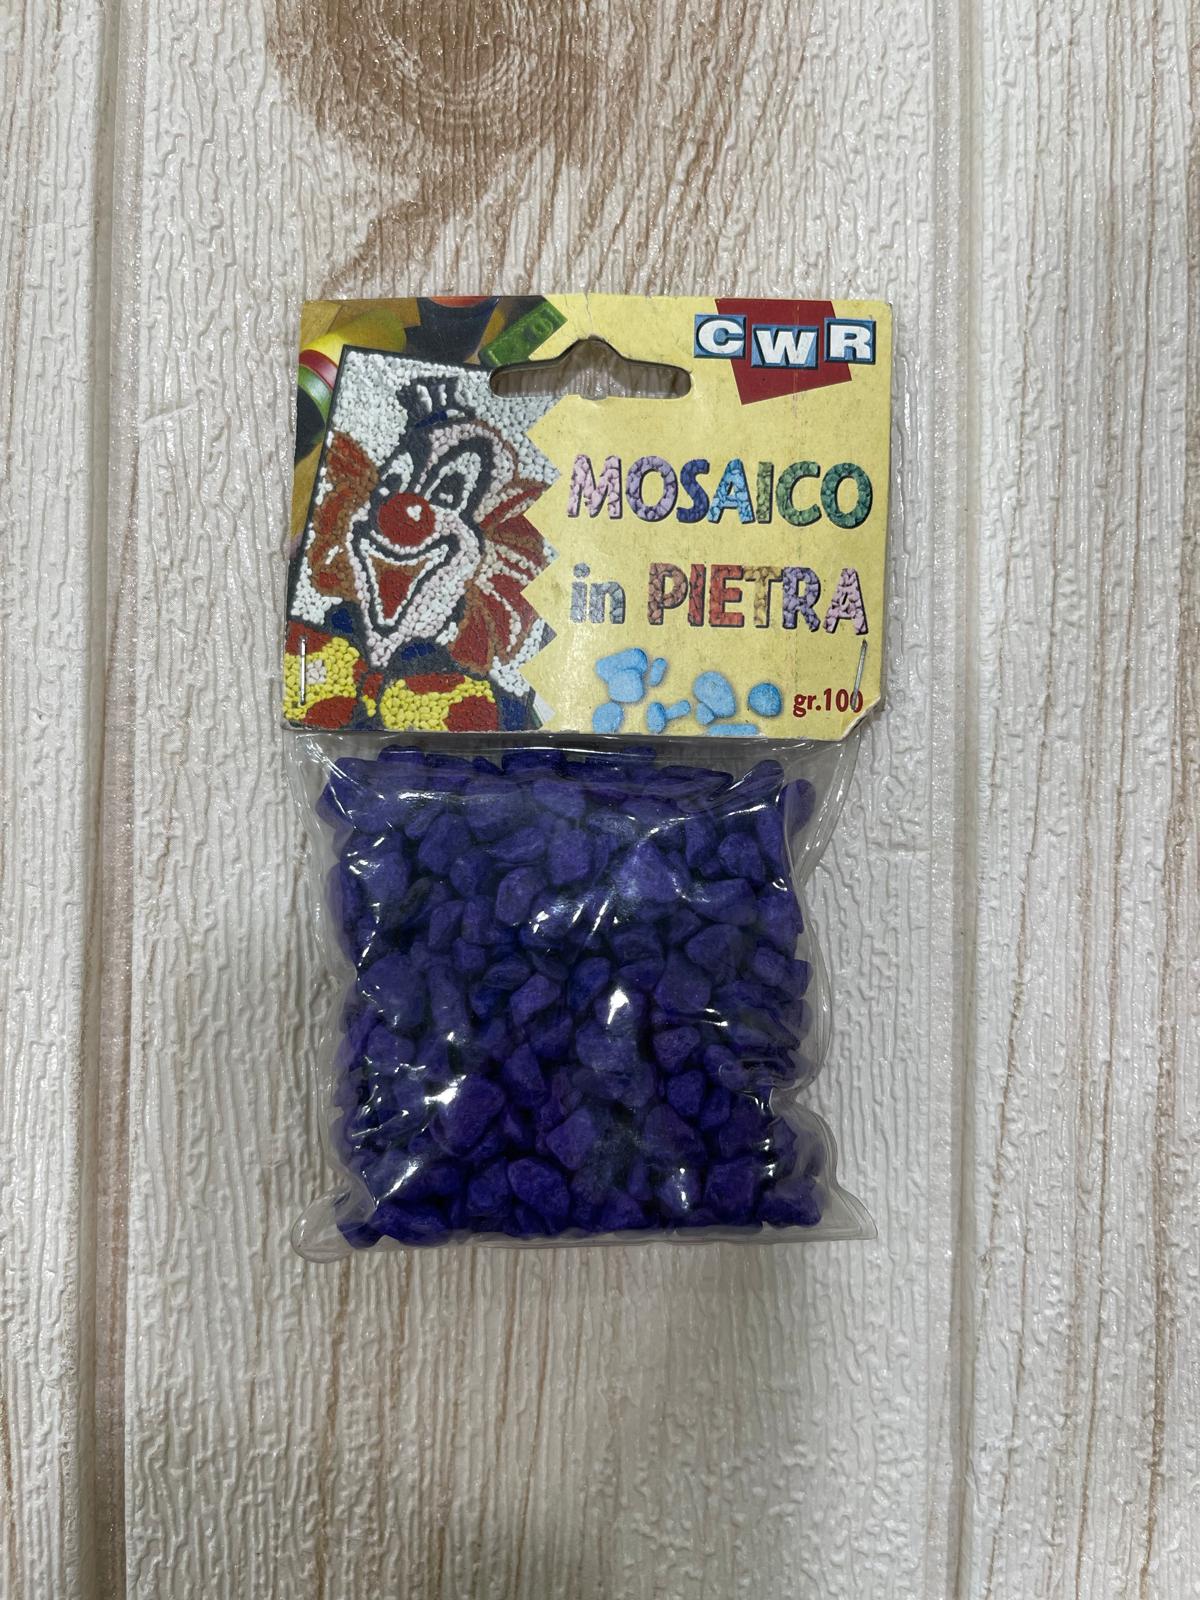 CWR
MOSAICO
in PIETRA
gr.100